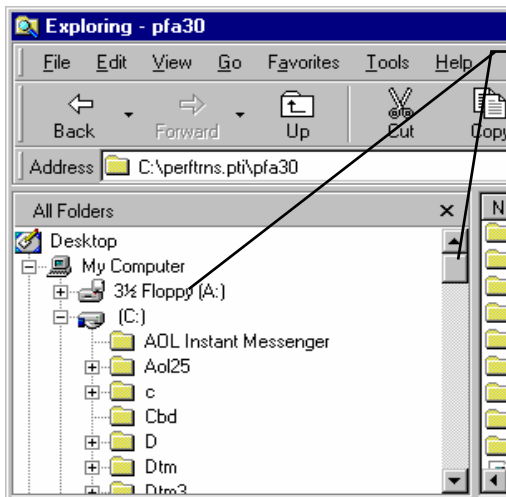 Exploring - pfa30
File Edit View Go Favorites Tools Help
Back Forward Up Cut Copy
Address C:\perftrns.pti\pfa30
All Folders
Desktop
My Computer
3½ Floppy (A:)
(C:)
AOL Instant Messenger
Aol25
c
Cbd
D
Dtm
Dtm3